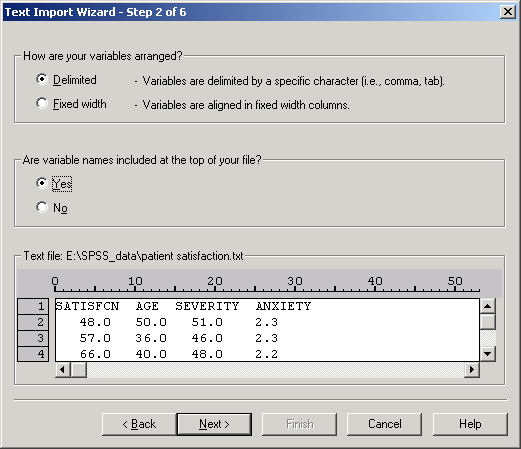 Text Import Wizard - Step 2 of 6
How are your variables arranged?
Delimited - Variables are delimited by a specific character (i.e., comma, tab).
Fixed width - Variables are aligned in fixed width columns.
Are variable names included at the top of your file?
Yes
No
Text file: E:\SPSS_data\patient satisfaction.txt
0 10 20 30 40 50
1 SATISFCN AGE SEVERITY ANXIETY
2 48.0 50.0 51.0 2.3
3 57.0 36.0 46.0 2.3
4 66.0 40.0 48.0 2.2
< Back Next > Finish Cancel Help